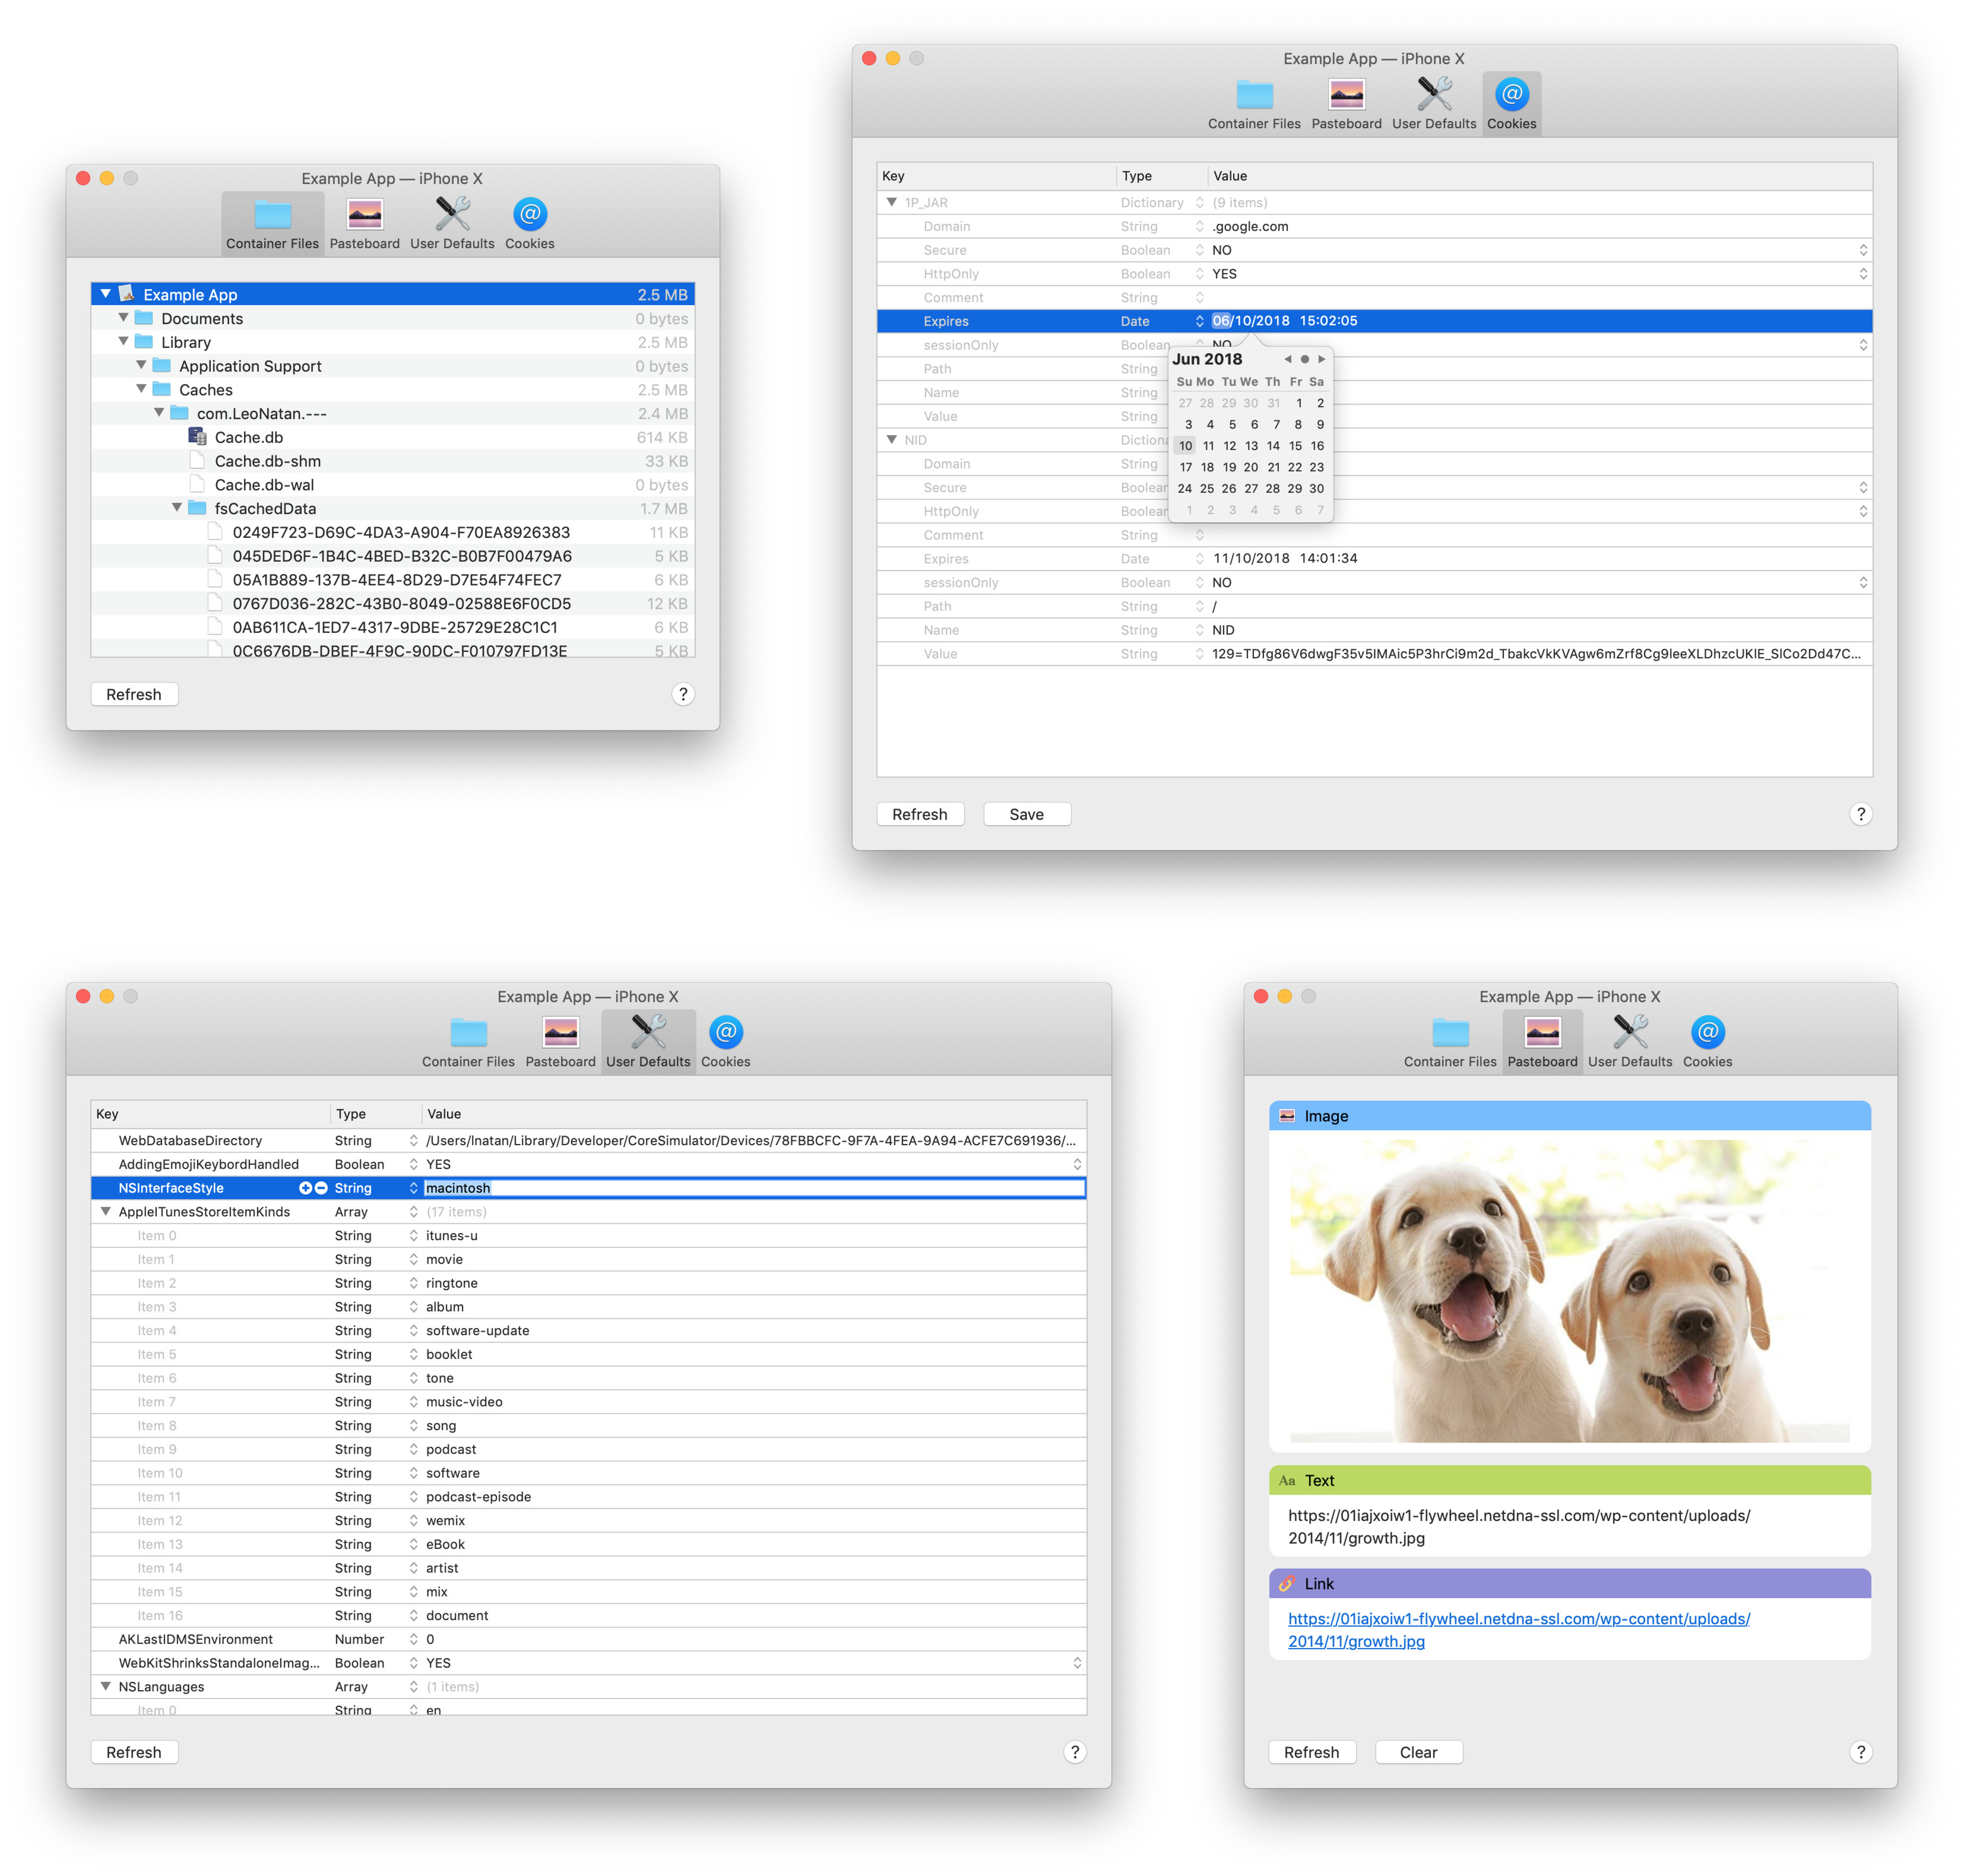 Example App — iPhone X
Container Files Pasteboard User Defaults Cookies
Example App 2.5 MB
Documents 0 bytes
Library 2.5 MB
Application Support 0 bytes
Caches 2.5 MB
com.LeoNatan.--- 2.4 MB
Cache.db 614 KB
Cache.db-shm 33 KB
Cache.db-wal 0 bytes
fsCachedData 1.7 MB
0249F723-D69C-4DA3-A904-F70EA8926383 11 KB
045DED6F-1B4C-4BED-B32C-B0B7F00479A6 5 KB
05A1B889-137B-4EE4-8D29-D7E54F74FEC7 6 KB
0767D036-282C-43B0-8049-02588E6F0CD5 12 KB
0AB611CA-1ED7-4317-9DBE-25729E28C1C1 6 KB
0C6676DB-DBEF-4F9C-90DC-F010797FD13E 5 KB
Refresh ?
Example App — iPhone X
Container Files Pasteboard User Defaults Cookies
Key Type Value
1P_JAR Dictionary (9 items)
Domain String .google.com
Secure Boolean NO
HttpOnly Boolean YES
Comment String
Expires Date 06/10/2018 15:02:05
sessionOnly Boolean NO
Path String
Name String
Value String
NID
Domain String
Secure
HttpOnly
Comment String
Expires Date 11/10/2018 14:01:34
sessionOnly Boolean NO
Path String /
Name String NID
Value String 129=TDfg86V6dwgF35v5IMAic5P3hrCi9m2d_TbakcVkKVAgw6mZrf8Cg9IeeXLDhzcUKlE_SlCo2Dd47C...
Jun 2018
Su Mo Tu We Th Fr Sa
27 28 29 30 31 1 2
3 4 5 6 7 8 9
10 11 12 13 14 15 16
17 18 19 20 21 22 23
24 25 26 27 28 29 30
1 2 3 4 5 6 7
Refresh Save ?
Example App — iPhone X
Container Files Pasteboard User Defaults Cookies
Key Type Value
WebDatabaseDirectory String /Users/lnatan/Library/Developer/CoreSimulator/Devices/78FBBCFC-9F7A-4FEA-9A94-ACFE7C691936/...
AddingEmojiKeybordHandled Boolean YES
NSInterfaceStyle String macintosh
AppleITunesStoreItemKinds Array (17 items)
Item 0 String itunes-u
Item 1 String movie
Item 2 String ringtone
Item 3 String album
Item 4 String software-update
Item 5 String booklet
Item 6 String tone
Item 7 String music-video
Item 8 String song
Item 9 String podcast
Item 10 String software
Item 11 String podcast-episode
Item 12 String wemix
Item 13 String eBook
Item 14 String artist
Item 15 String mix
Item 16 String document
AKLastIDMSEnvironment Number 0
WebKitShrinksStandaloneImag... Boolean YES
NSLanguages Array (1 items)
Item 0 String en
Refresh ?
Example App — iPhone X
Container Files Pasteboard User Defaults Cookies
Image
Aa Text
https://01iajxoiw1-flywheel.netdna-ssl.com/wp-content/uploads/
2014/11/growth.jpg
Link
https://01iajxoiw1-flywheel.netdna-ssl.com/wp-content/uploads/
2014/11/growth.jpg
Refresh Clear ?